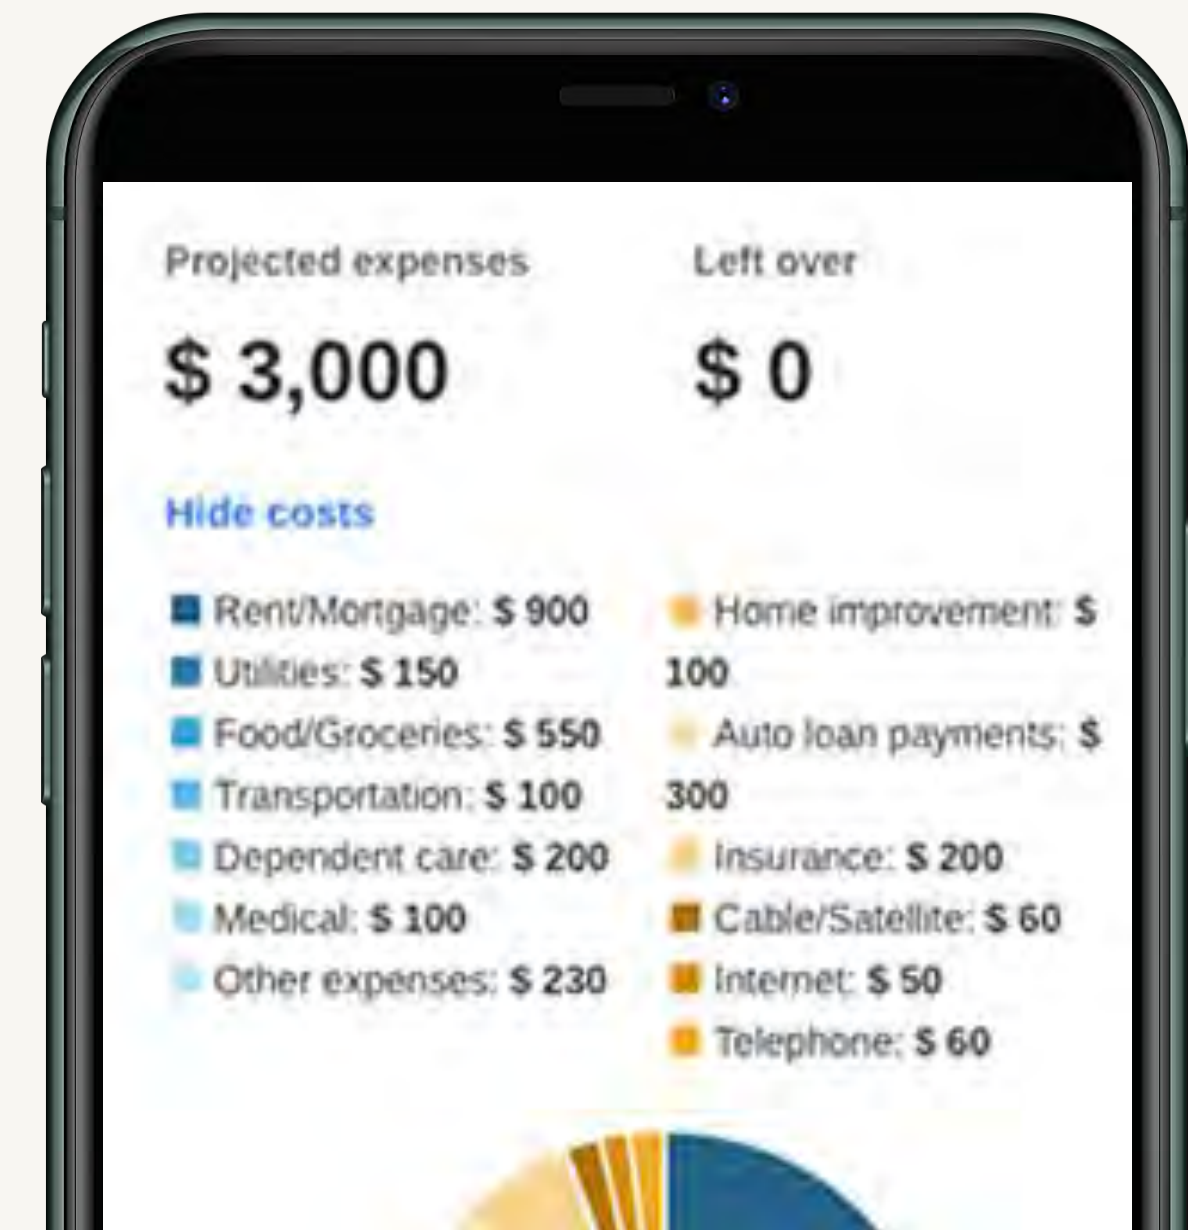 Projected expenses
$ 3,000
Left over
$ 0
Hide costs
Rent/Mortgage: $ 900
Utilities: $ 150
Food/Groceries: $ 550
Transportation: $ 100
Dependent care: $ 200
Medical: $ 100
Other expenses: $ 230
Home improvement: $
100
Auto loan payments: $
300
Insurance: $ 200
Cable/Satellite: $ 60
Internet: $ 50
Telephone: $ 60